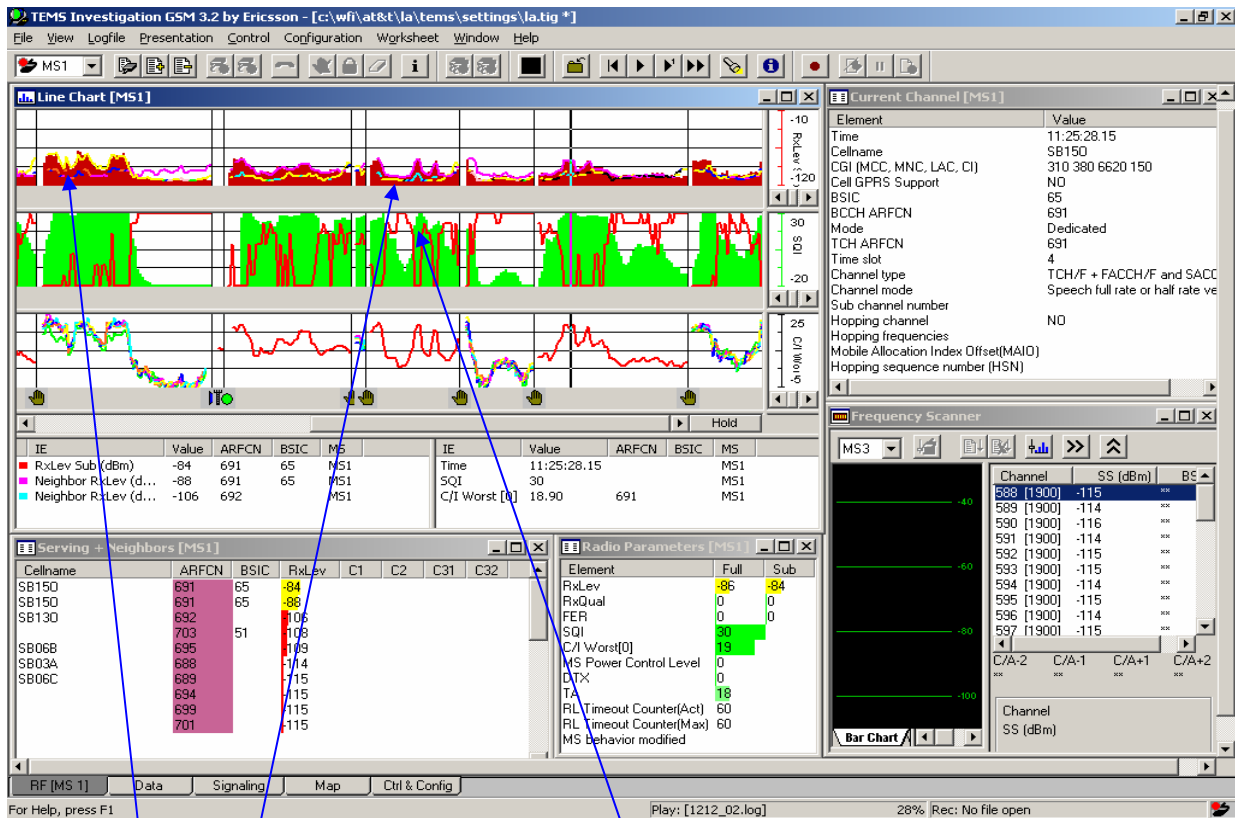 TEMS Investigation GSM 3.2 by Ericsson - [c:\wfi\at&t\la\tems\settings\la.tig *]
File View Logfile Presentation Control Configuration Worksheet Window Help
MS1
Line Chart [MS1]
-10
RxLev
-120
30
SQI
-20
25
C/I Wor
-5
Hold
IE Value ARFCN BSIC MS
RxLev Sub (dBm) -84 691 65 MS1
Neighbor RxLev (d... -88 691 65 MS1
Neighbor RxLev (d... -106 692 MS1
IE Value ARFCN BSIC MS
Time 11:25:28.15 MS1
SQI 30 MS1
C/I Worst [0] 18.90 691 MS1
Current Channel [MS1]
Element Value
Time 11:25:28.15
Cellname SB150
CGI (MCC, MNC, LAC, CI) 310 380 6620 150
Cell GPRS Support NO
BSIC 65
BCCH ARFCN 691
Mode Dedicated
TCH ARFCN 691
Time slot 4
Channel type TCH/F + FACCH/F and SACC
Channel mode Speech full rate or half rate ve
Sub channel number
Hopping channel NO
Hopping frequencies
Mobile Allocation Index Offset(MAIO)
Hopping sequence number (HSN)
Serving + Neighbors [MS1]
Cellname ARFCN BSIC RxLev C1 C2 C31 C32
SB150 691 65 -84
SB150 691 65 -88
SB130 692 -106
703 51 -108
SB06B 695 -109
SB03A 688 -114
SB06C 689 -115
694 -115
699 -115
701 -115
Radio Parameters [MS1]
Element Full Sub
RxLev -86 -84
RxQual 0 0
FER 0 0
SQI 30
C/I Worst[0] 19
MS Power Control Level 0
DTX 0
TA 18
RL Timeout Counter(Act) 60
RL Timeout Counter(Max) 60
MS behavior modified
Frequency Scanner
MS3
-40
-60
-80
-100
Bar Chart
Channel SS (dBm) BS
588 [1900] -115 **
589 [1900] -114 **
590 [1900] -116 **
591 [1900] -114 **
592 [1900] -115 **
593 [1900] -115 **
594 [1900] -114 **
595 [1900] -115 **
596 [1900] -114 **
597 [1900] -115 **
C/A-2 C/A-1 C/A+1 C/A+2
** ** ** **
Channel
SS (dBm)
RF [MS 1] Data Signaling Map Ctrl & Config
For Help, press F1 Play: [1212_02.log] 28% Rec: No file open